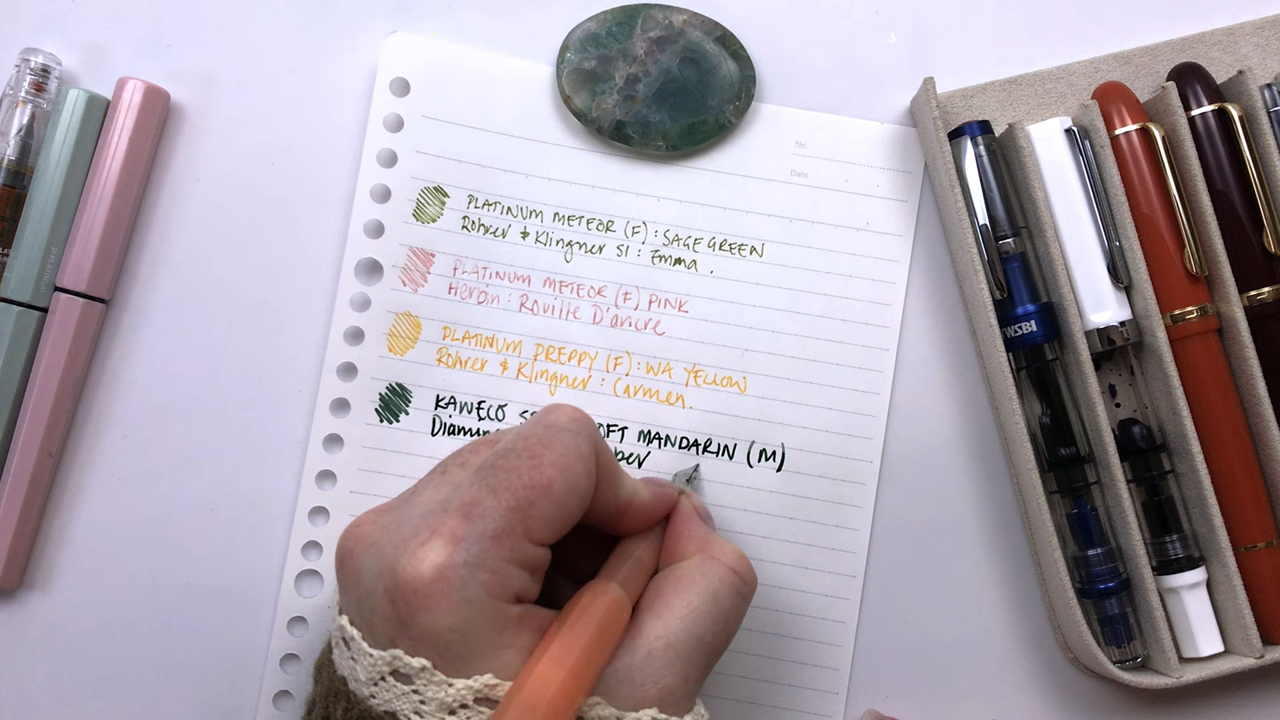 No.
Date
PLATINUM METEOR (F) : SAGE GREEN
Rohrer & Klingner SI : Emma .
PLATINUM METEOR (F) PINK
Herbin : Rouille D'ancre
PLATINUM PREPPY (F) : WA YELLOW
Rohrer & Klingner : Carmen.
KAWECO MANDARIN (M)
TWSBI